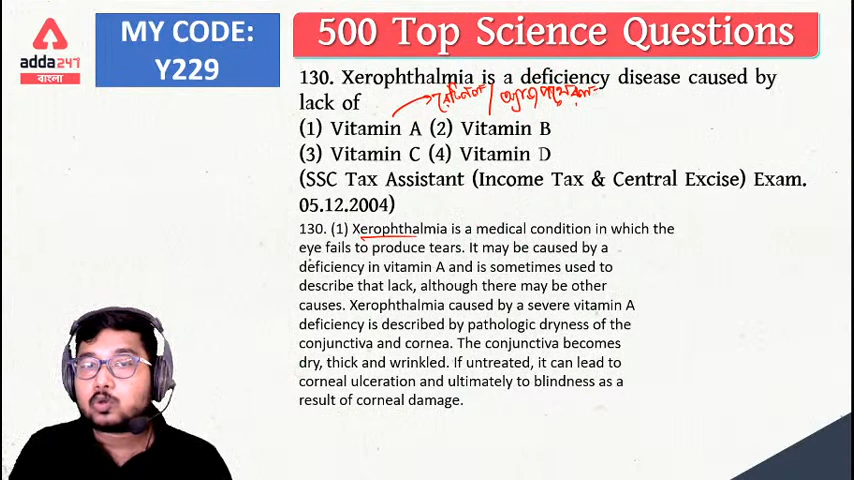 adda247
বাংলা
MY CODE:
Y229
500 Top Science Questions
130. Xerophthalmia is a deficiency disease caused by
lack of
রেটিনল
(1) Vitamin A (2) Vitamin B
(3) Vitamin C (4) Vitamin D
(SSC Tax Assistant (Income Tax & Central Excise) Exam.
05.12.2004)
130. (1) Xerophthalmia is a medical condition in which the
eye fails to produce tears. It may be caused by a
deficiency in vitamin A and is sometimes used to
describe that lack, although there may be other
causes. Xerophthalmia caused by a severe vitamin A
deficiency is described by pathologic dryness of the
conjunctiva and cornea. The conjunctiva becomes
dry, thick and wrinkled. If untreated, it can lead to
corneal ulceration and ultimately to blindness as a
result of corneal damage.